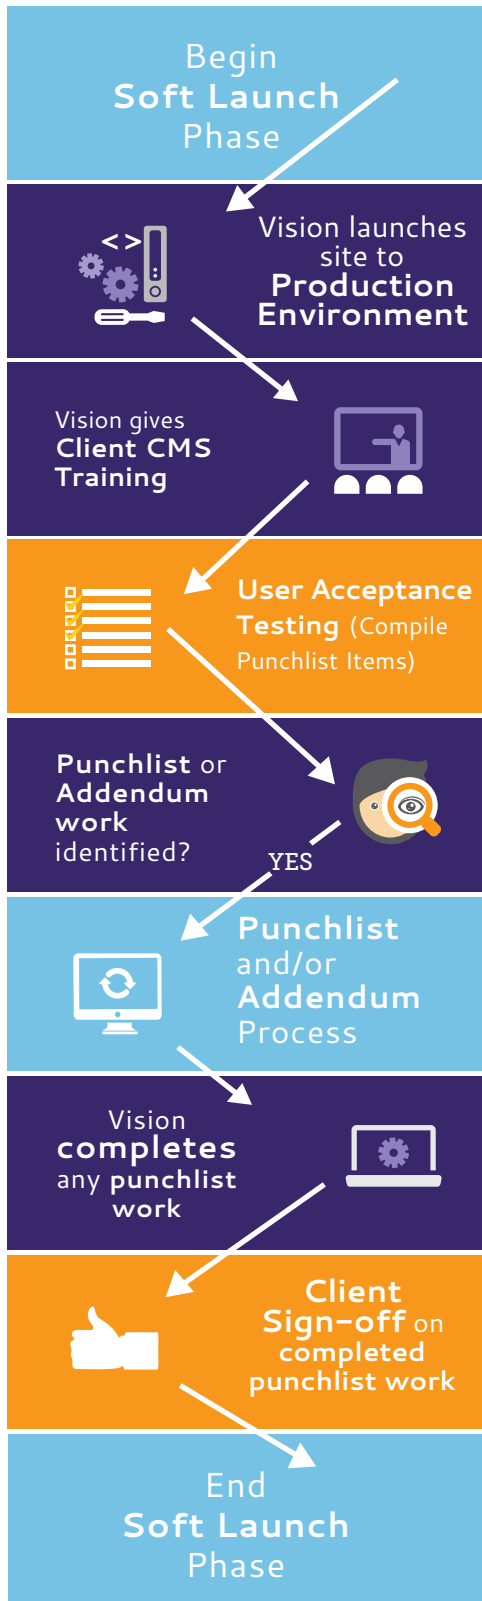 Begin
Soft Launch
Phase
< >
Vision launches
site to
Production
Environment
Vision gives
Client CMS
Training
User Acceptance
Testing (Compile
Punchlist Items)
Punchlist or
Addendum
work
identified?
YES
Punchlist
and/or
Addendum
Process
Vision
completes
any punchlist
work
Client
Sign-off on
completed
punchlist work
End
Soft Launch
Phase